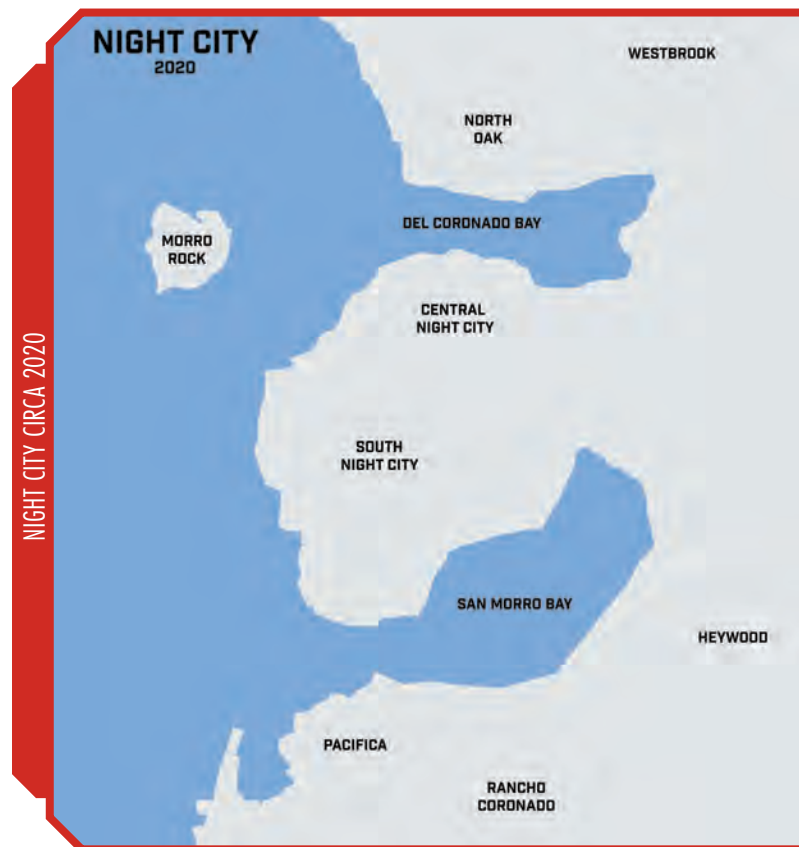 NIGHT CITY
2020
WESTBROOK
NORTH
OAK
DEL CORONADO BAY
MORRO
ROCK
CENTRAL
NIGHT CITY
NIGHT CITY CIRCA 2020
SOUTH
NIGHT CITY
SAN MORRO BAY
HEYWOOD
PACIFICA
RANCHO
CORONADO